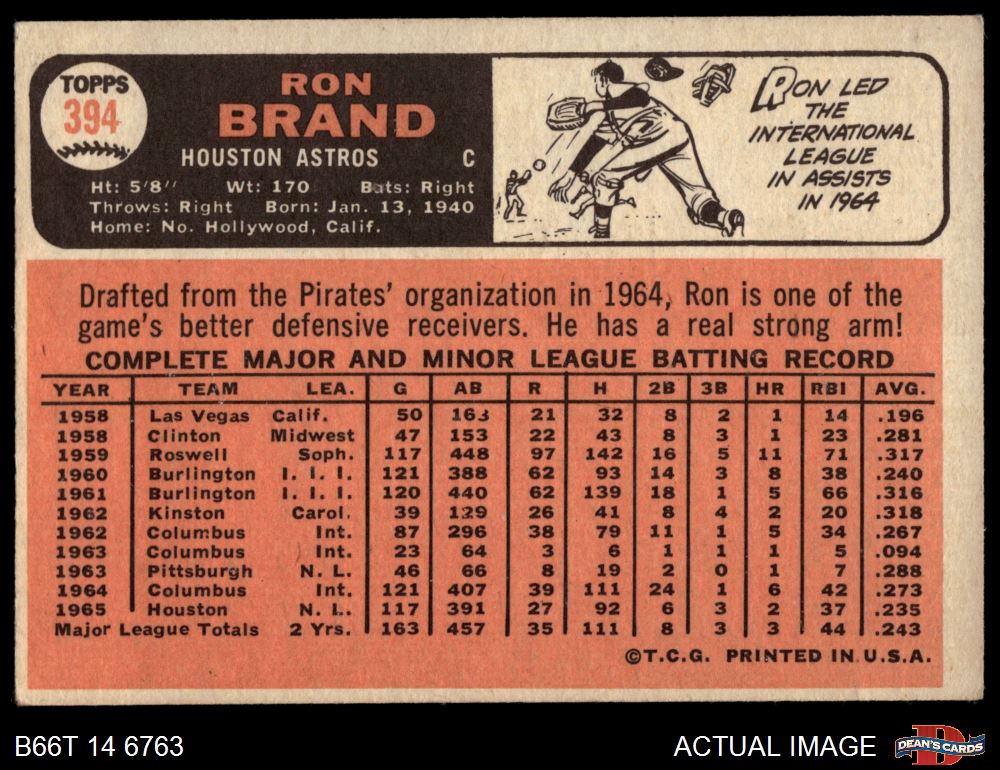 TOPPS
394
RON
BRAND
HOUSTON ASTROS C
Ht: 5'8" Wt: 170 Bats: Right
Throws: Right Born: Jan. 13, 1940
Home: No. Hollywood, Calif.
RON LED
THE
INTERNATIONAL
LEAGUE
IN ASSISTS
IN 1964
Drafted from the Pirates' organization in 1964, Ron is one of the
game's better defensive receivers. He has a real strong arm!
COMPLETE MAJOR AND MINOR LEAGUE BATTING RECORD
YEAR TEAM LEA. G AB R H 2B 3B HR RBI AVG.
1958 Las Vegas Calif. 50 163 21 32 8 2 1 14 .196
1958 Clinton Midwest 47 153 22 43 8 3 1 23 .281
1959 Roswell Soph. 117 448 97 142 16 5 11 71 .317
1960 Burlington I. I. I. 121 388 62 93 14 3 8 38 .240
1961 Burlington I. I. I. 120 440 62 139 18 1 5 66 .316
1962 Kinston Carol. 39 129 26 41 8 4 2 20 .318
1962 Columbus Int. 87 296 38 79 11 1 5 34 .267
1963 Columbus Int. 23 64 3 6 1 1 1 5 .094
1963 Pittsburgh N. L. 46 66 8 19 2 0 1 7 .288
1964 Columbus Int. 121 407 39 111 24 1 6 42 .273
1965 Houston N. L. 117 391 27 92 6 3 2 37 .235
Major League Totals 2 Yrs. 163 457 35 111 8 3 3 44 .243
©T.C.G. PRINTED IN U.S.A.
B66T 14 6763 ACTUAL IMAGE DEAN'S CARDS